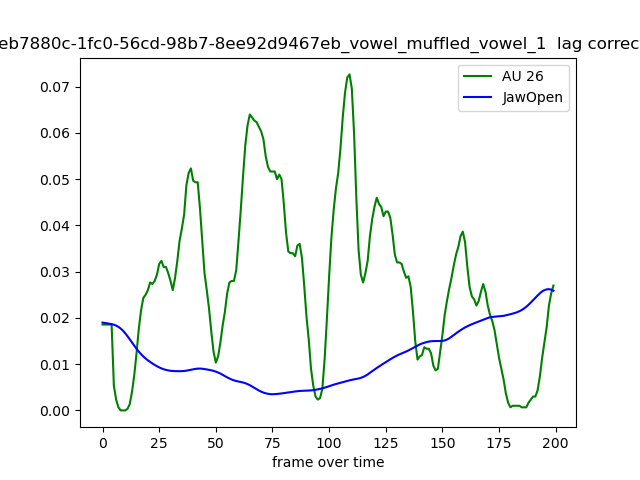 eb7880c-1fc0-56cd-98b7-8ee92d9467eb_vowel_muffled_vowel_1 lag correc
AU 26
JawOpen
0.07
0.06
0.05
0.04
0.03
0.02
0.01
0.00
0 25 50 75 100 125 150 175 200
frame over time